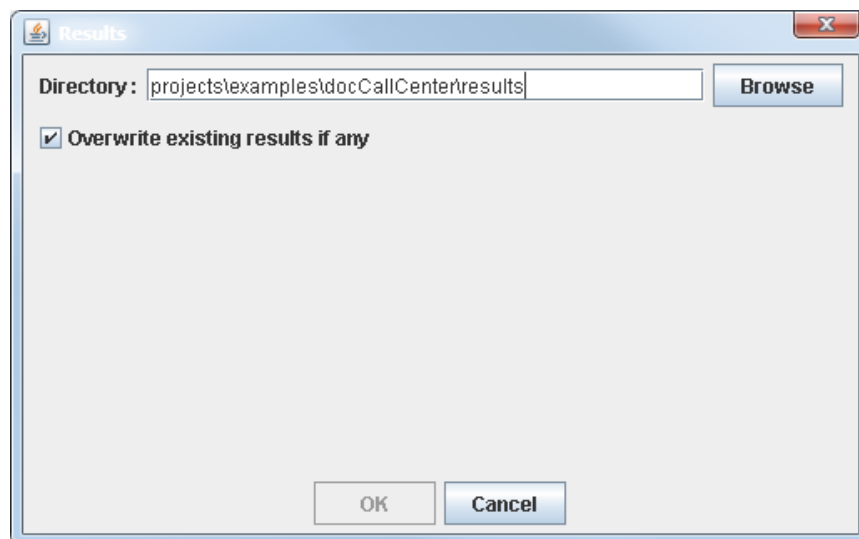 Results
Directory: projects\examples\docCallCenter\results Browse
Overwrite existing results if any
OK Cancel